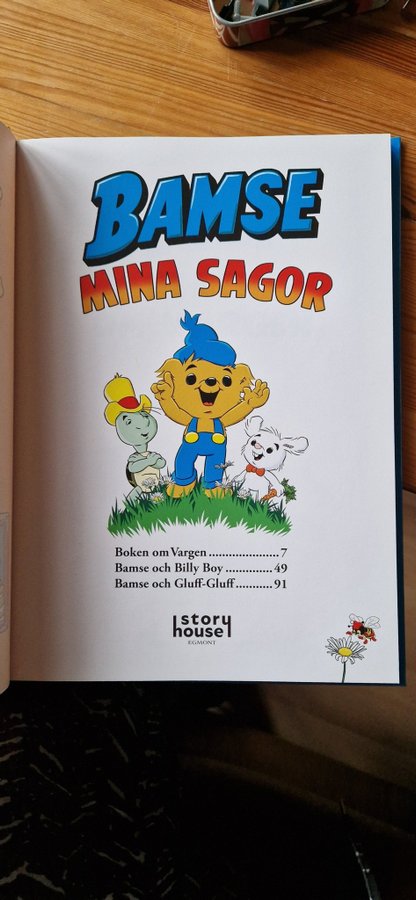 BAMSE
MINA SAGOR
Boken om Vargen ..................... 7
Bamse och Billy Boy .............. 49
Bamse och Gluff-Gluff ........... 91
story
house
EGMONT